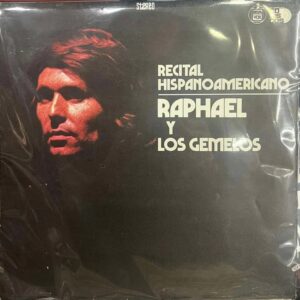 STEREO
RECITAL
HISPANOAMERICANO
RAPHAEL
Y
LOS GEMELOS